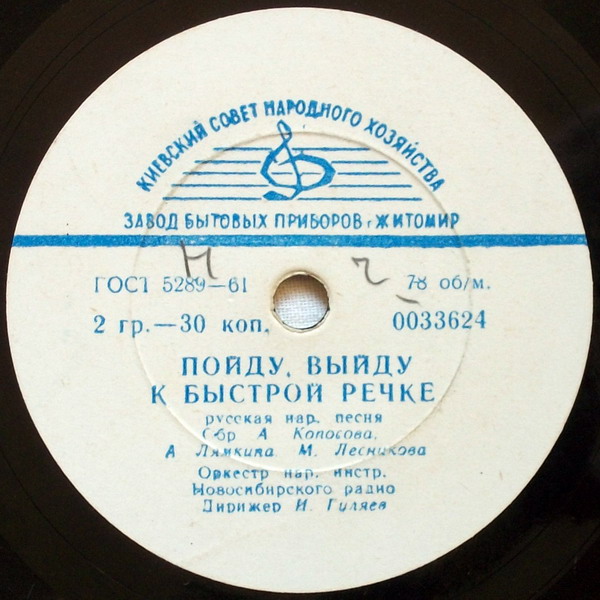 КИЕВСКИЙ СОВЕТ НАРОДНОГО ХОЗЯЙСТВА
ЗАВОД БЫТОВЫХ ПРИБОРОВ г ЖИТОМИР
ГОСТ 5289—61 78 об/м.
2 гр.—30 коп. 0033624
ПОЙДУ, ВЫЙДУ
К БЫСТРОЙ РЕЧКЕ
русская нар. песня
Обр А Копосова.
А Лямкина. М. Лесникова
Оркестр нар. инстр.
Новосибирского радио
Дирижер И. Гуляев